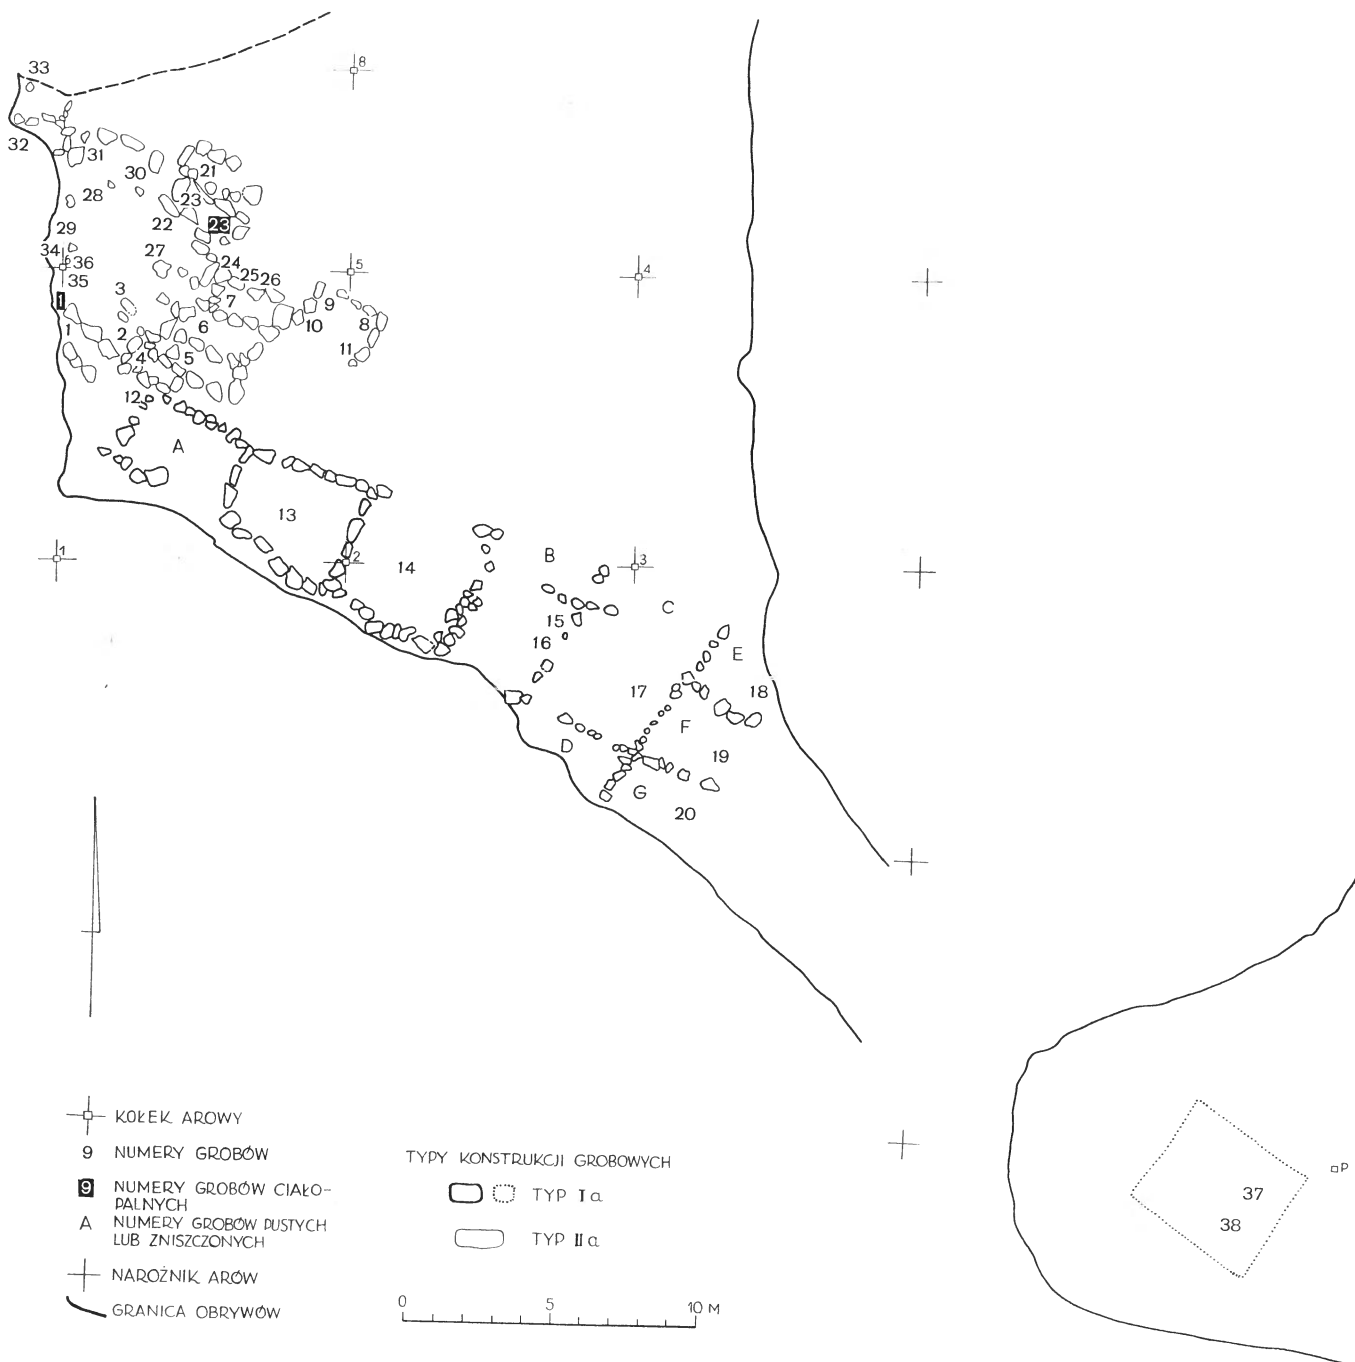 8
33
32
31
30
21
28
23
22
23
29
34
36
27
24
25
26
35
5
4
1
3
7
9
10
8
6
1
2
4
5
11
12
A
13
1
2
14
B
3
C
15
16
E
17
18
F
D
19
G
20
KOŁEK AROWY
9 NUMERY GROBÓW
9 NUMERY GROBÓW CIAŁO-
PALNYCH
A NUMERY GROBÓW PUSTYCH
LUB ZNISZCZONYCH
NAROŻNIK ARÓW
GRANICA OBRYWÓW
TYPY KONSTRUKCJI GROBOWYCH
TYP I a
TYP II a
0 5 10 M
P
37
38